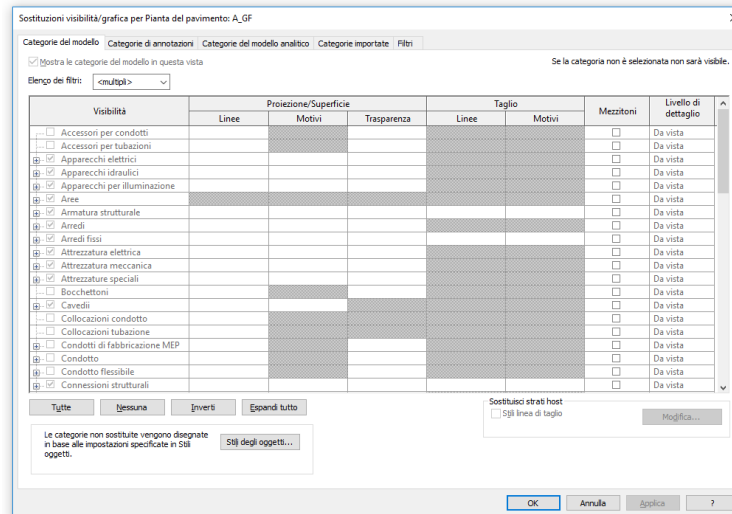 Sostituzioni visibilità/grafica per Pianta del pavimento: A_GF
Categorie del modello Categorie di annotazioni Categorie del modello analitico Categorie importate Filtri
Mostra le categorie del modello in questa vista
Se la categoria non è selezionata non sarà visibile.
Elenco dei filtri: <multipli>
Visibilità Proiezione/Superficie Taglio Mezzitoni Livello di dettaglio
Linee Motivi Trasparenza Linee Motivi
Accessori per condotti Da vista
Accessori per tubazioni Da vista
Apparecchi elettrici Da vista
Apparecchi idraulici Da vista
Apparecchi per illuminazione Da vista
Aree Da vista
Armatura strutturale Da vista
Arredi Da vista
Arredi fissi Da vista
Attrezzatura elettrica Da vista
Attrezzatura meccanica Da vista
Attrezzature speciali Da vista
Bocchettoni Da vista
Cavedii Da vista
Collocazioni condotto Da vista
Collocazioni tubazione Da vista
Condotti di fabbricazione MEP Da vista
Condotto Da vista
Condotto flessibile Da vista
Connessioni strutturali Da vista
Tutte Nessuna Inverti Espandi tutto
Sostituisci strati host
Stili linea di taglio
Modifica...
Le categorie non sostituite vengono disegnate
in base alle impostazioni specificate in Stili
oggetti.
Stili degli oggetti...
OK Annulla Applica ?